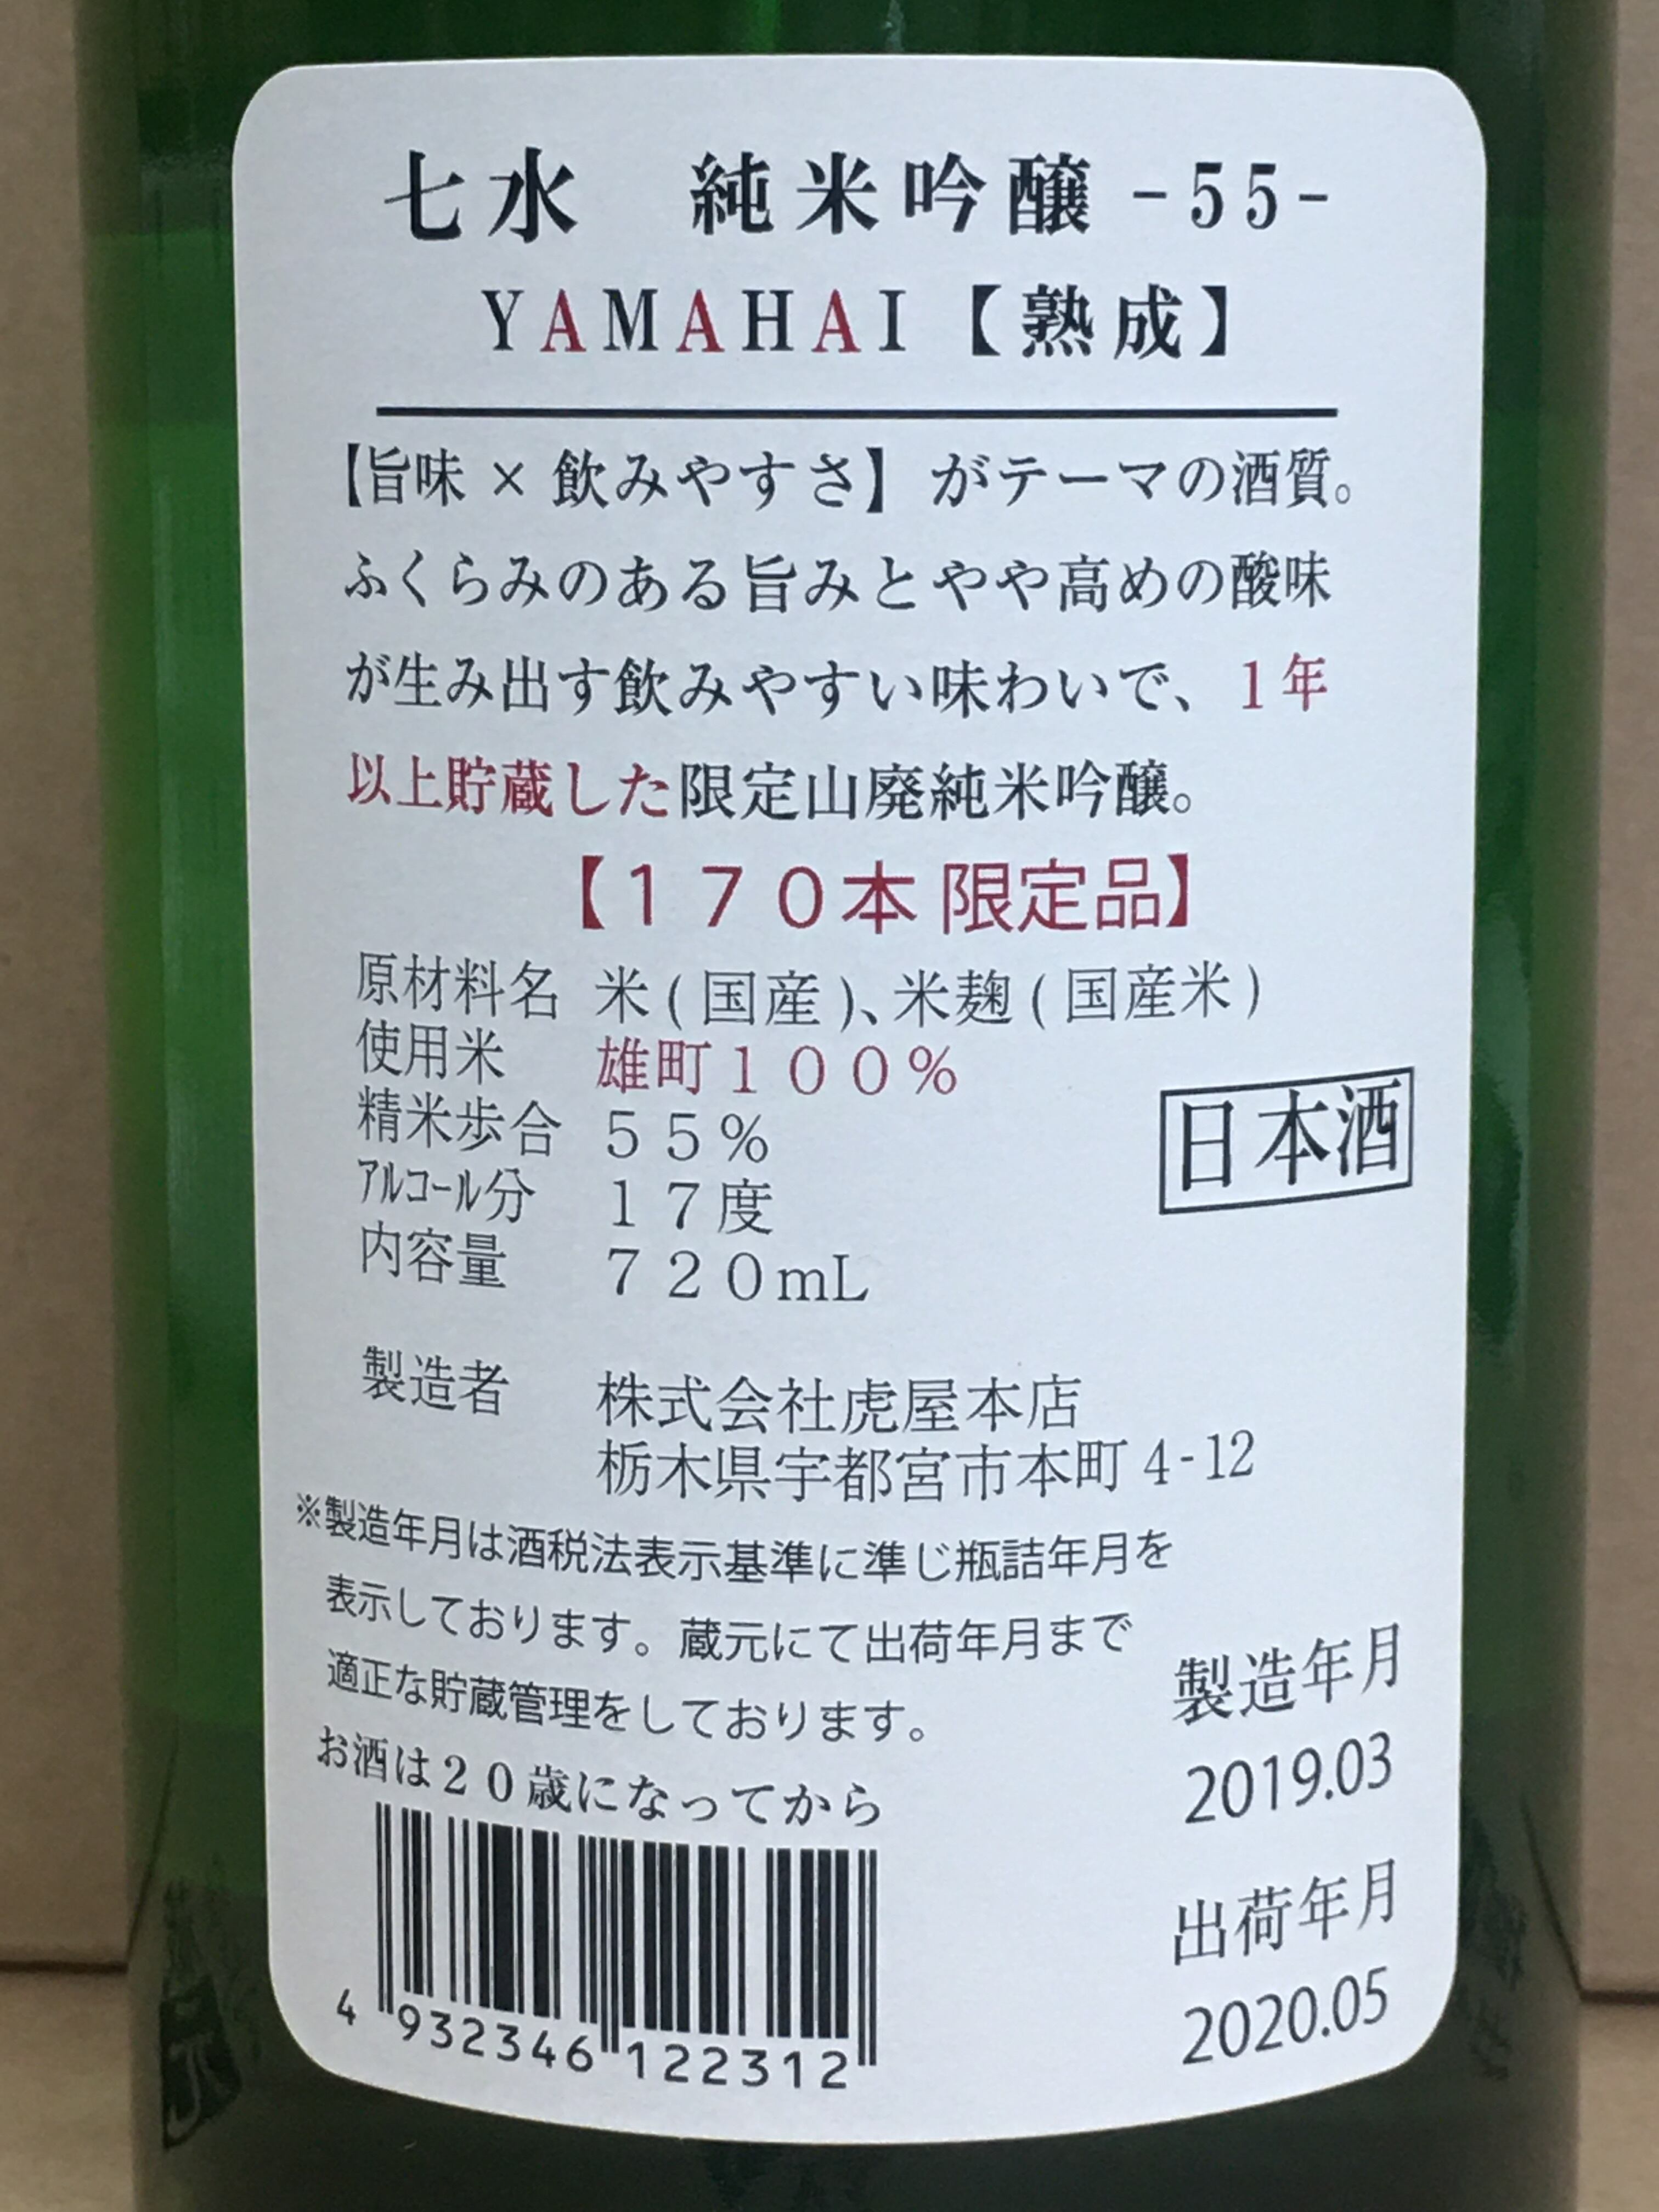 七水 純米吟醸 -55-
YAMAHAI【熟成】
【旨味×飲みやすさ】がテーマの酒質。
ふくらみのある旨みとやや高めの酸味
が生み出す飲みやすい味わいで、1年
以上貯蔵した限定山廃純米吟醸。
【170本 限定品】
原材料名 米(国産)、米麹(国産米)
使用米 雄町100%
精米歩合 55%
アルコール分 17度
内容量 720mL
日本酒
製造者 株式会社虎屋本店
栃木県宇都宮市本町4-12
※製造年月は酒税法表示基準に準じ瓶詰年月を
表示しております。蔵元にて出荷年月まで
適正な貯蔵管理をしております。
お酒は20歳になってから
製造年月
2019.03
出荷年月
2020.05
4 932346 122312